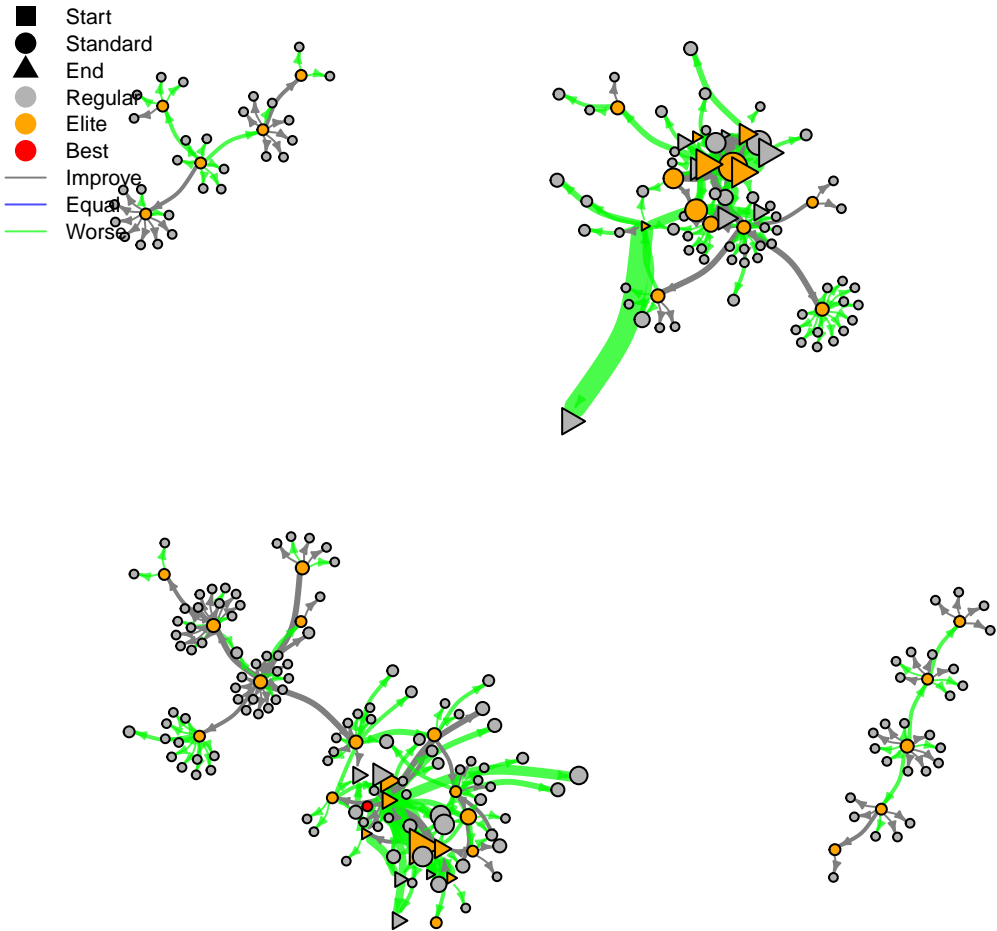 Start
Standard
End
Regular
Elite
Best
Improve
Equal
Worse